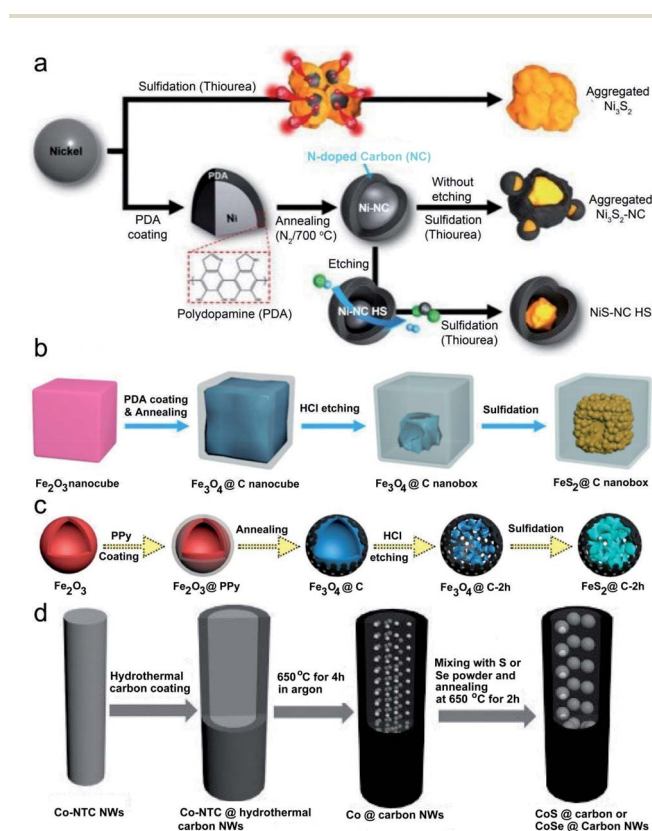 a
Sulfidation (Thiourea)
Aggregated
Ni3S2
Nickel
N-doped Carbon (NC)
PDA
Ni
PDA
coating
Annealing
(N2/700 °C)
Ni-NC
Without
etching
Sulfidation
(Thiourea)
Aggregated
Ni3S2-NC
Etching
Polydopamine (PDA)
Ni-NC HS
Sulfidation
(Thiourea)
NiS-NC HS
b
PDA coating
& Annealing
HCl etching
Sulfidation
Fe2O3 nanocube
Fe3O4@ C nanocube
Fe3O4@ C nanobox
FeS2@ C nanobox
c
PPy
Coating
Annealing
HCl
etching
Sulfidation
Fe2O3
Fe2O3@ PPy
Fe3O4@ C
Fe3O4@ C-2h
FeS2@ C-2h
d
Hydrothermal
carbon coating
650 °C for 4h
in argon
Mixing with S or
Se powder and
annealing
at 650 °C for 2h
Co-NTC NWs
Co-NTC @ hydrothermal
carbon NWs
Co @ carbon NWs
CoS @ carbon or
CoSe @ Carbon NWs